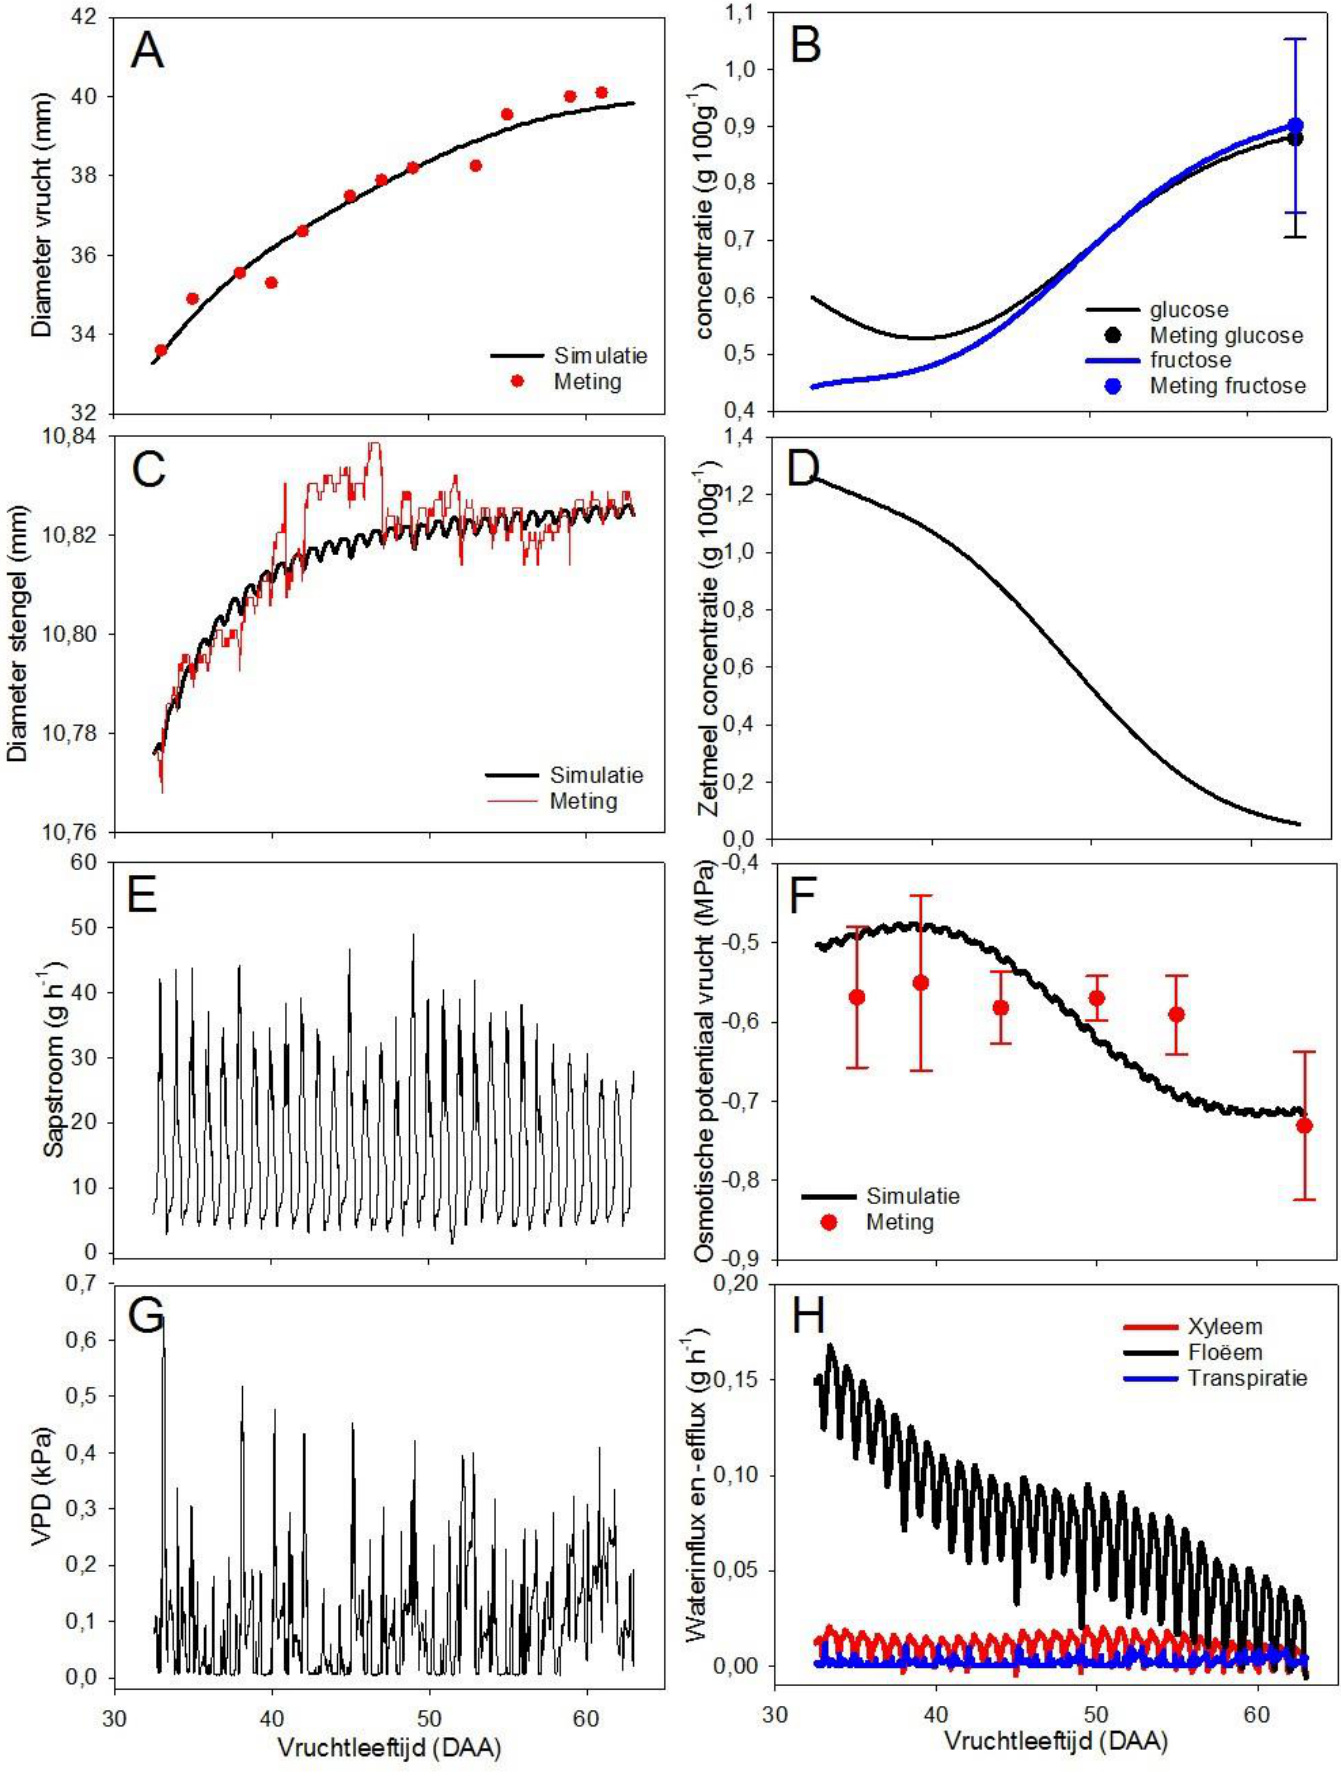 A
Diameter vrucht (mm)
42
40
38
36
34
32
Simulatie
Meting
B
concentratie (g 100g-1)
1,1
1,0
0,9
0,8
0,7
0,6
0,5
0,4
glucose
Meting glucose
fructose
Meting fructose
C
Diameter stengel (mm)
10,84
10,82
10,80
10,78
10,76
Simulatie
Meting
D
Zetmeel concentratie (g 100g-1)
1,4
1,2
1,0
0,8
0,6
0,4
0,2
0,0
E
Sapstroom (g h-1)
60
50
40
30
20
10
0
F
Osmotische potentiaal vrucht (MPa)
-0,4
-0,5
-0,6
-0,7
-0,8
-0,9
Simulatie
Meting
G
VPD (kPa)
0,7
0,6
0,5
0,4
0,3
0,2
0,1
0,0
30 40 50 60
Vruchtleeftijd (DAA)
H
Waterinflux en -efflux (g h-1)
0,20
0,15
0,10
0,05
0,00
Xyleem
Floëem
Transpiratie
30 40 50 60
Vruchtleeftijd (DAA)